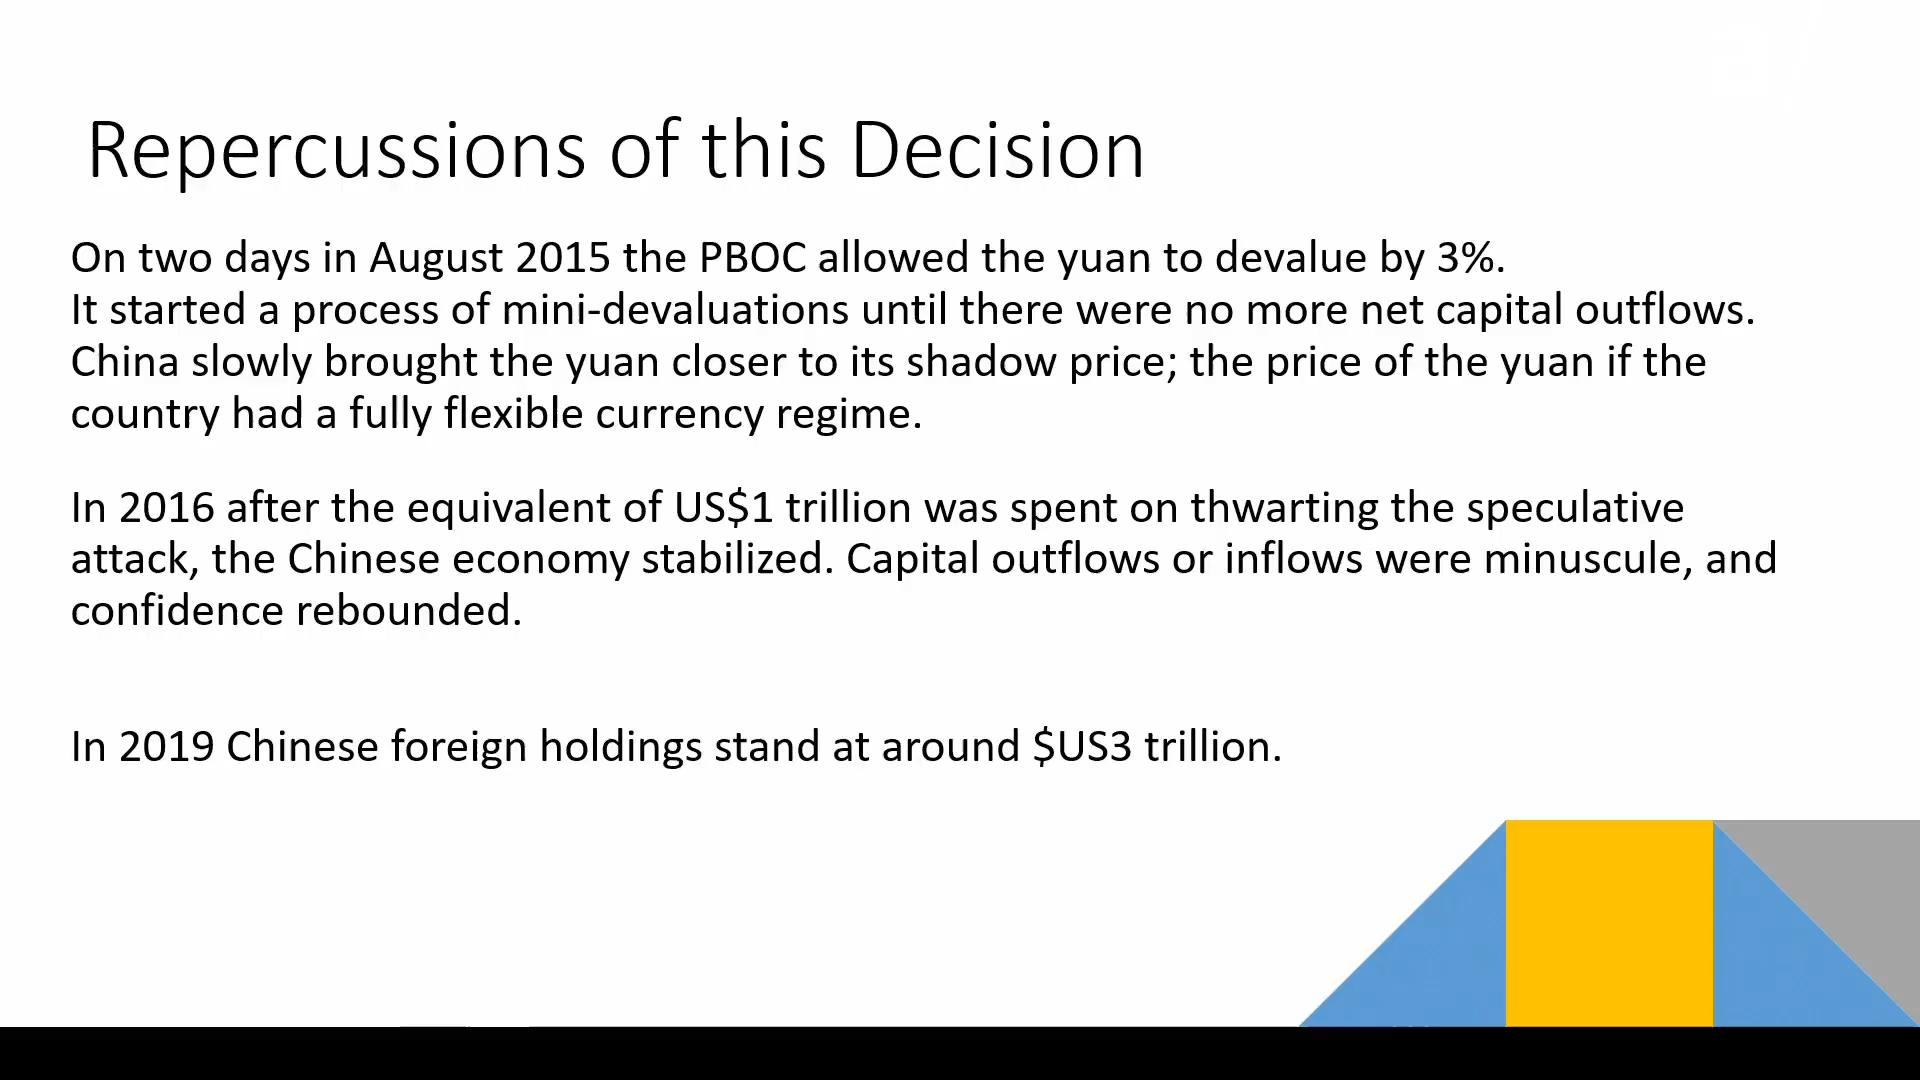 Repercussions of this Decision
On two days in August 2015 the PBOC allowed the yuan to devalue by 3%.
It started a process of mini-devaluations until there were no more net capital outflows.
China slowly brought the yuan closer to its shadow price; the price of the yuan if the
country had a fully flexible currency regime.
In 2016 after the equivalent of US$1 trillion was spent on thwarting the speculative
attack, the Chinese economy stabilized. Capital outflows or inflows were minuscule, and
confidence rebounded.
In 2019 Chinese foreign holdings stand at around $US3 trillion.